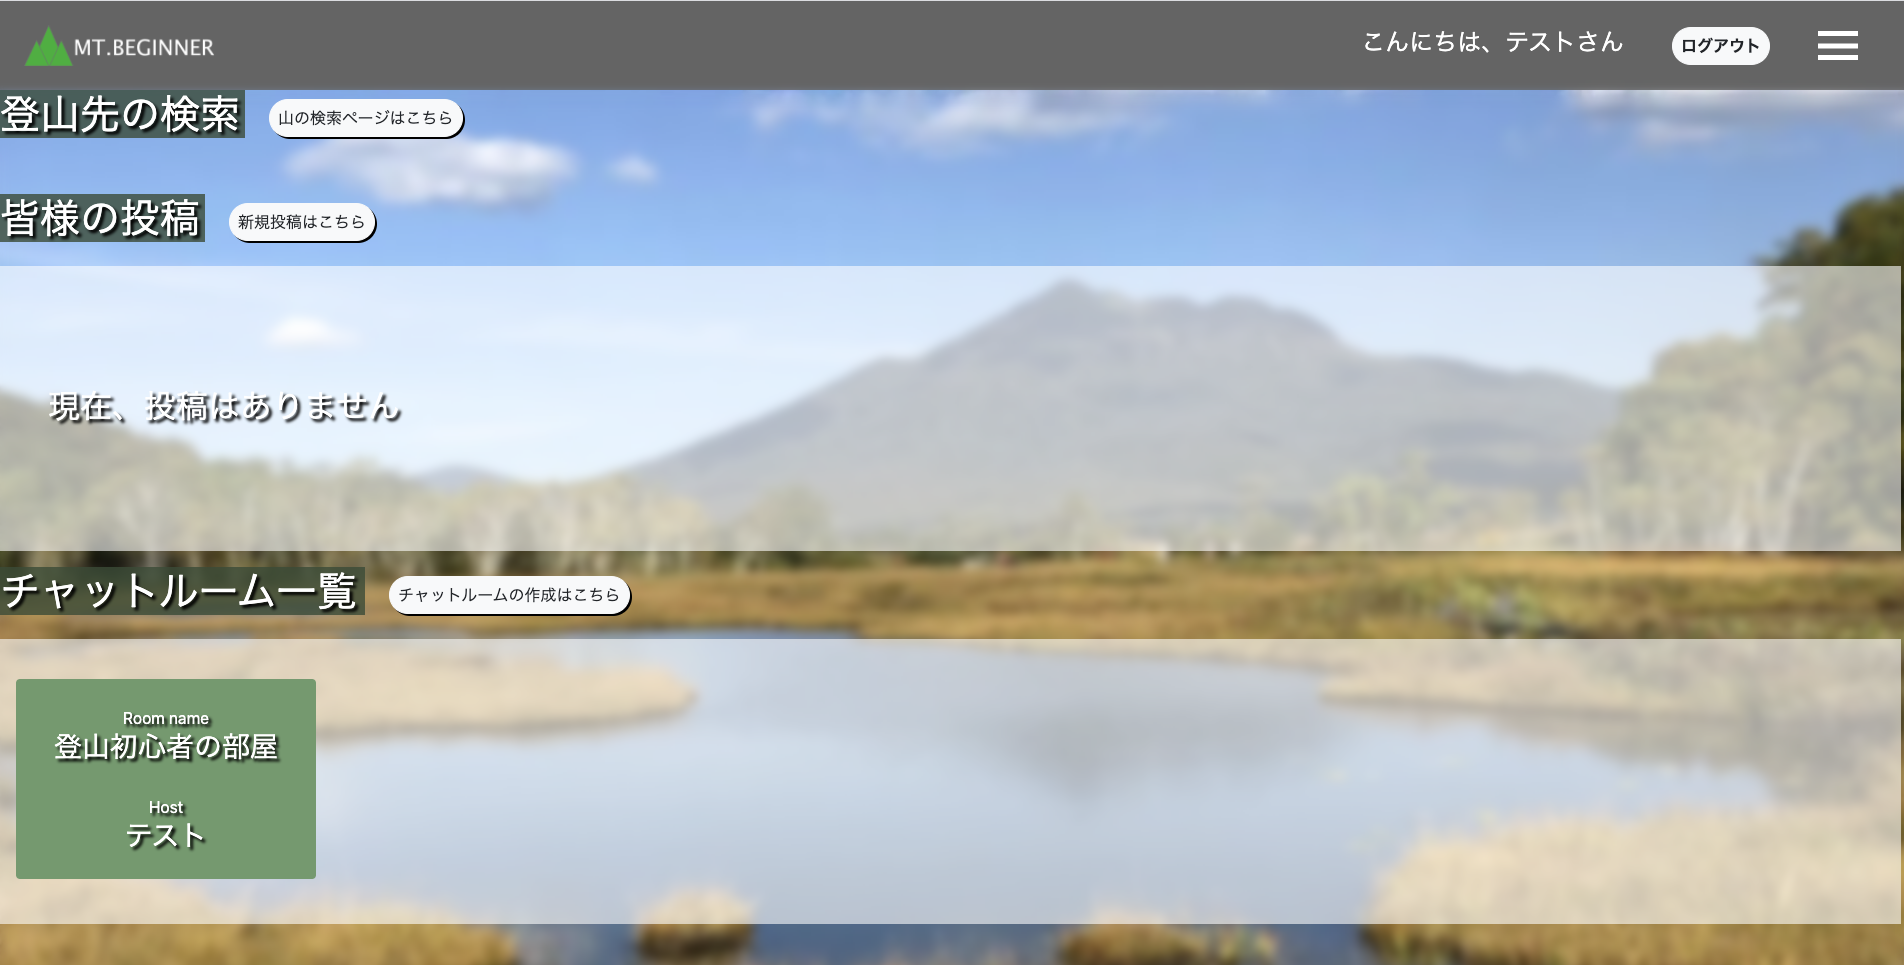 MT.BEGINNER
こんにちは、テストさん
ログアウト
登山先の検索
山の検索ページはこちら
皆様の投稿
新規投稿はこちら
現在、投稿はありません
チャットルーム一覧
チャットルームの作成はこちら
Room name
登山初心者の部屋
Host
テスト